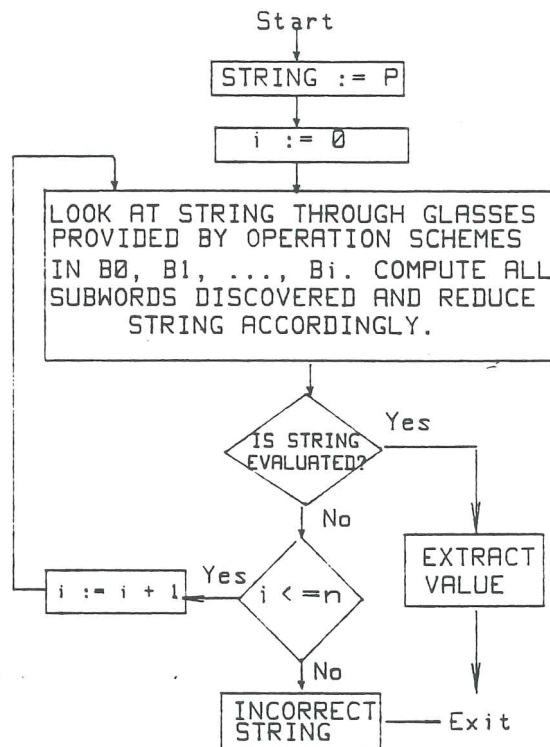 Start
STRING := P
i := 0
LOOK AT STRING THROUGH GLASSES
PROVIDED BY OPERATION SCHEMES
IN B0, B1, ..., Bi. COMPUTE ALL
SUBWORDS DISCOVERED AND REDUCE
STRING ACCORDINGLY.
IS STRING
EVALUATED?
Yes
No
EXTRACT
VALUE
i <=n
Yes
i := i + 1
No
INCORRECT
STRING
Exit